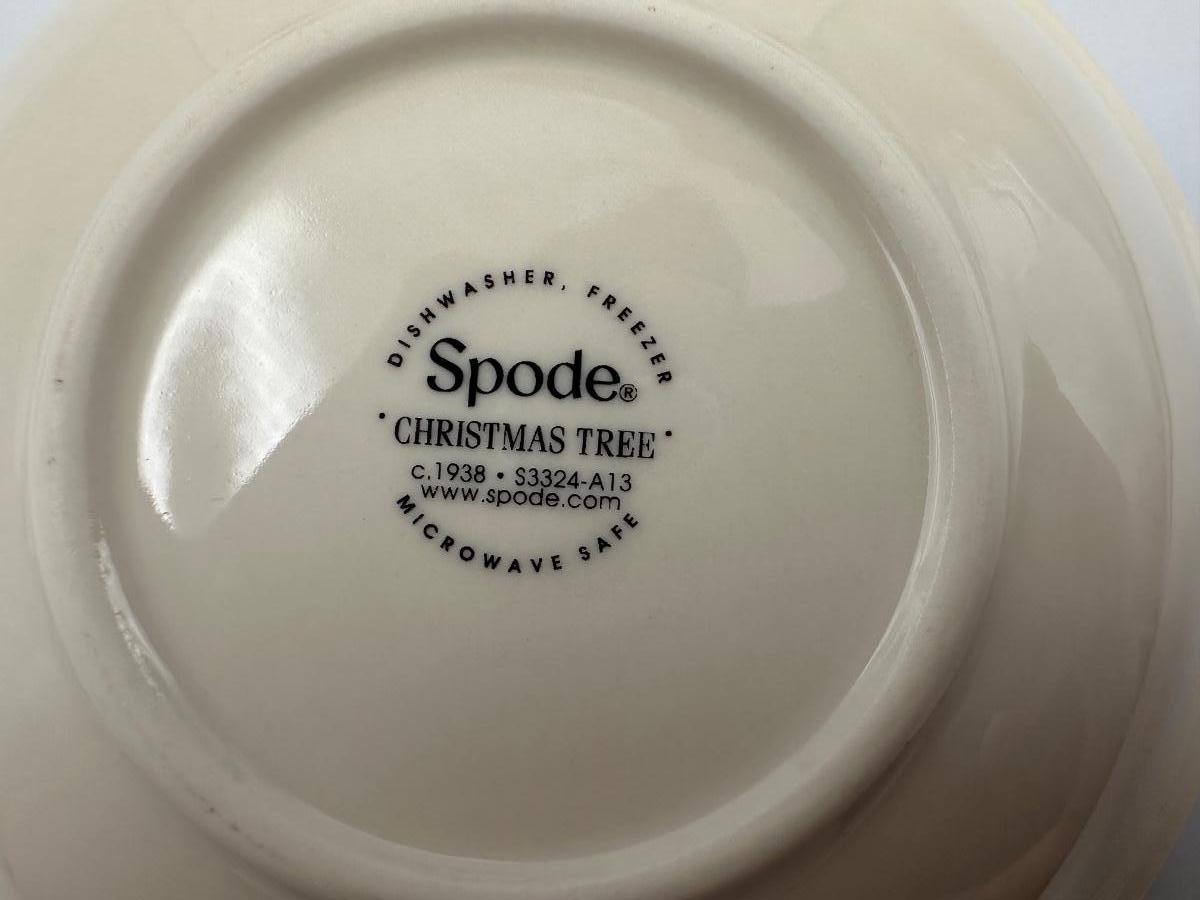 DISHWASHER, FREEZER
Spode®
· CHRISTMAS TREE ·
c.1938 • S3324-A13
www.spode.com
MICROWAVE SAFE